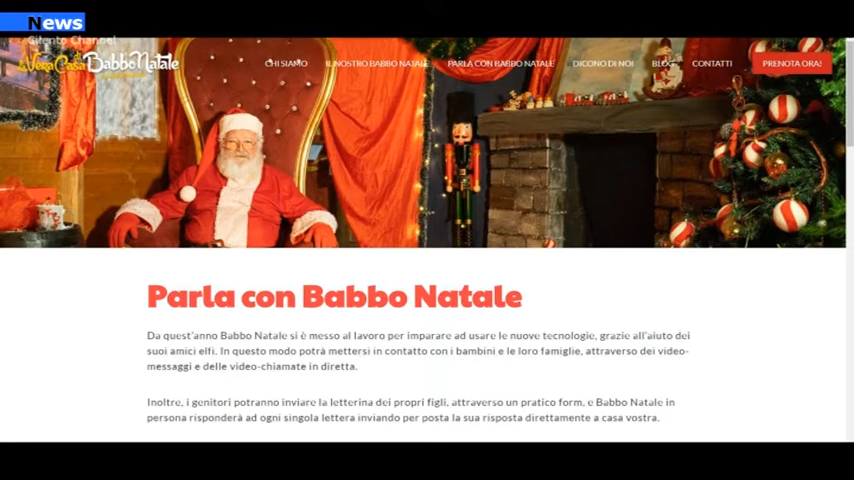 News
Cilento Channel
la Vera Casa di Babbo Natale
CHI SIAMO IL NOSTRO BABBO NATALE PARLA CON BABBO NATALE DICONO DI NOI BLOG CONTATTI PRENOTA ORA!
Parla con Babbo Natale
Da quest'anno Babbo Natale si è messo al lavoro per imparare ad usare le nuove tecnologie, grazie all'aiuto dei
suoi amici elfi. In questo modo potrà mettersi in contatto con i bambini e le loro famiglie, attraverso dei video-
messaggi e delle video-chiamate in diretta.
Inoltre, i genitori potranno inviare la letterina dei propri figli, attraverso un pratico form, e Babbo Natale in
persona risponderà ad ogni singola lettera inviando per posta la sua risposta direttamente a casa vostra.